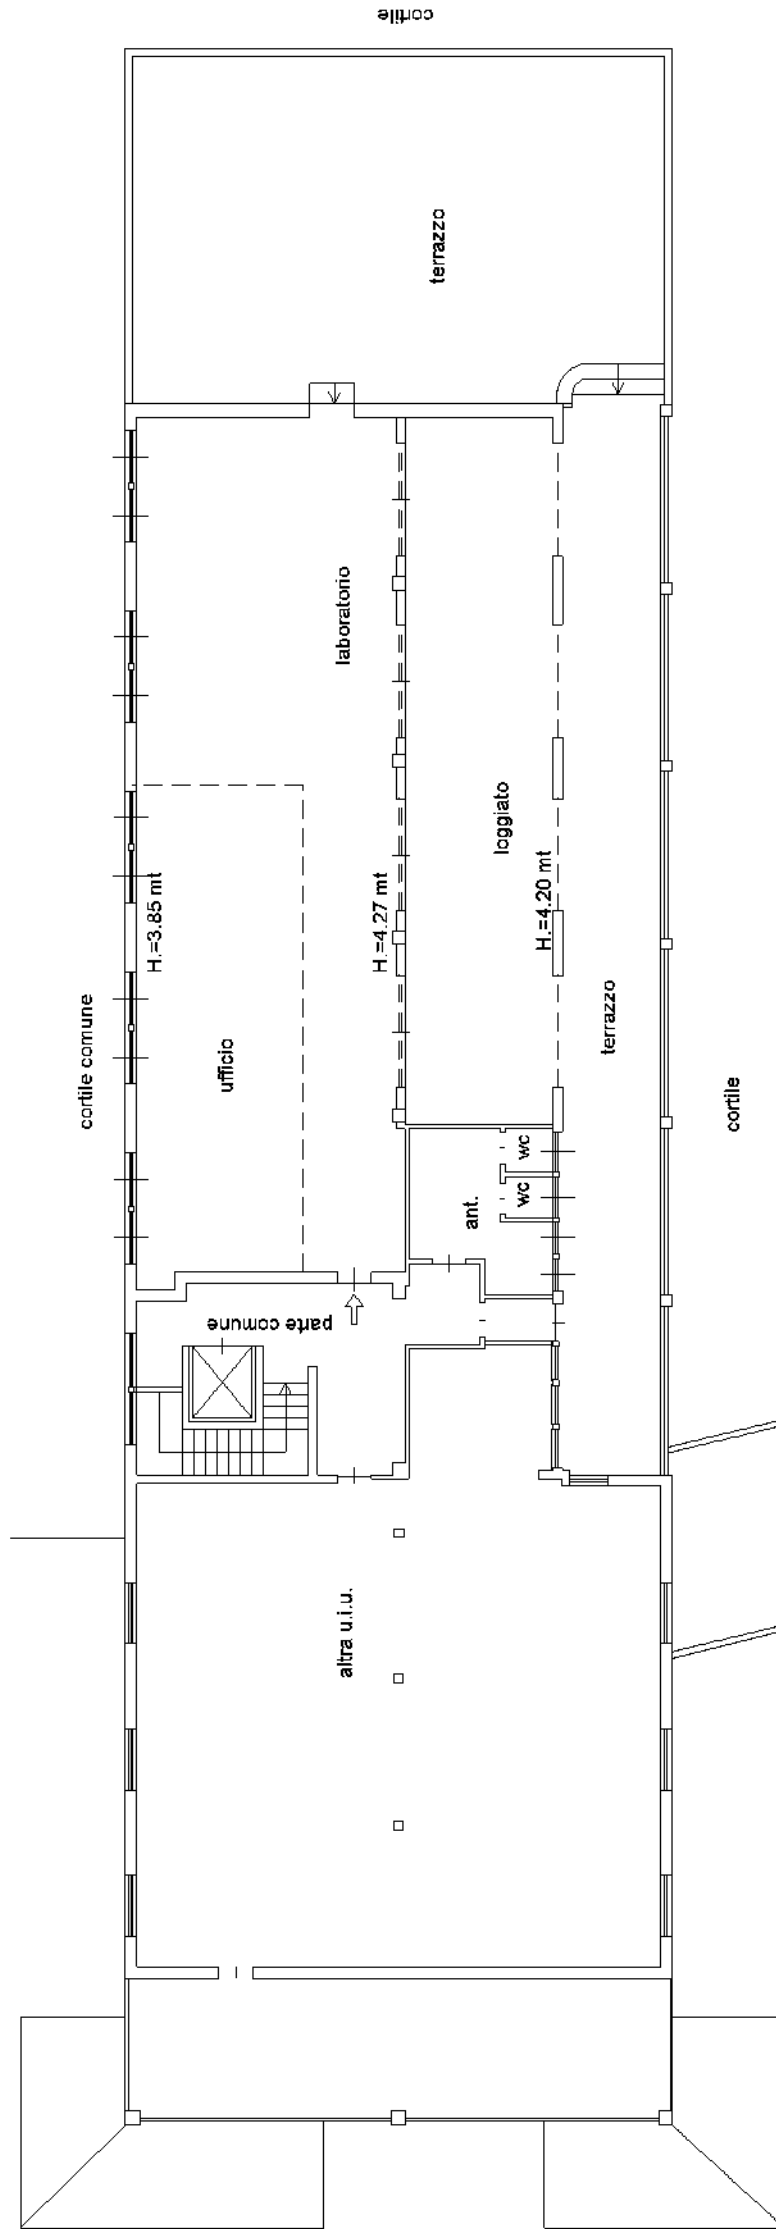 cortile
terrazzo
laboratorio
loggiato
H.=3.85 mt
H.=4.27 mt
H.=4.20 mt
cortile comune
ufficio
terrazzo
cortile
wc
wc
ant.
parte comune
altra u.i.u.